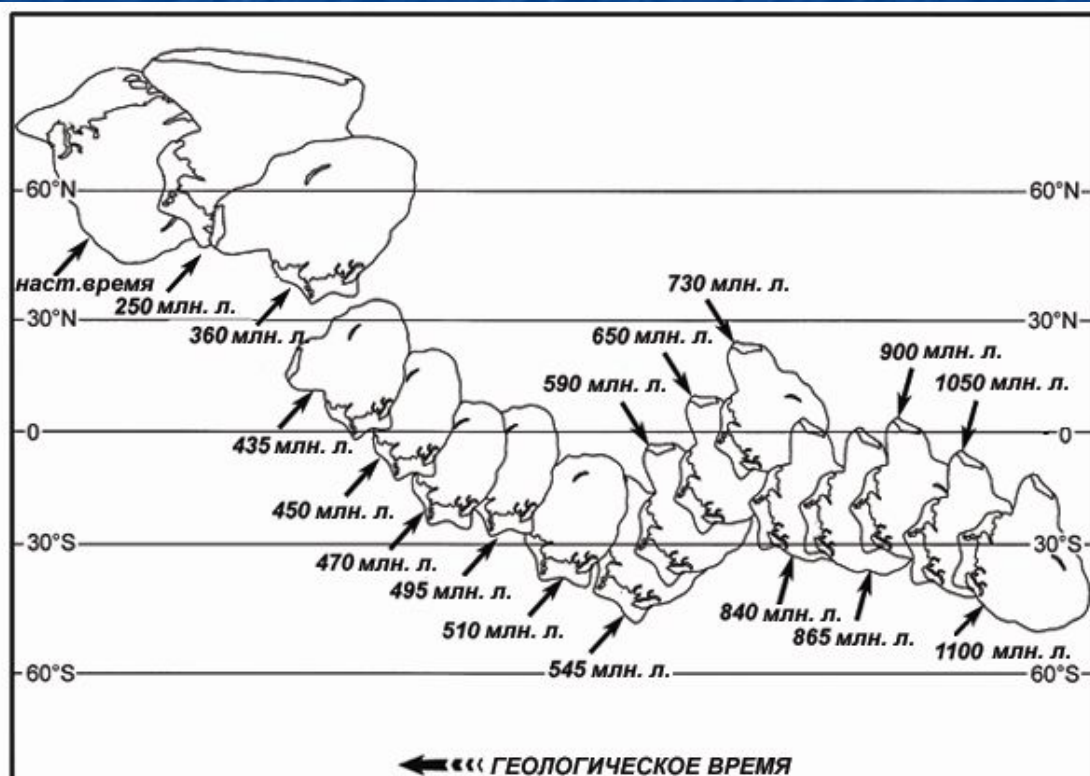 60°N
60°N
наст.время
250 млн. л.
360 млн. л.
30°N
30°N
730 млн. л.
650 млн. л.
590 млн. л.
900 млн. л.
1050 млн. л.
435 млн. л.
0
0
450 млн. л.
470 млн. л.
495 млн. л.
510 млн. л.
545 млн. л.
30°S
30°S
840 млн. л.
865 млн. л.
1100 млн. л.
60°S
60°S
ГЕОЛОГИЧЕСКОЕ ВРЕМЯ